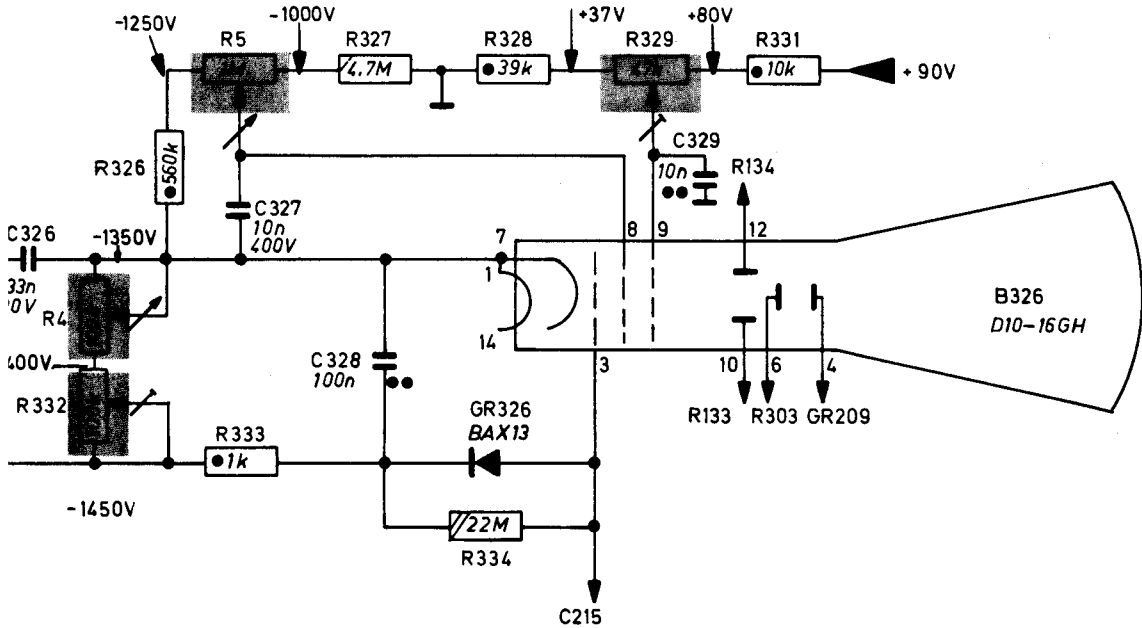 -1250V
R5
-1000V
R327
4.7M
R328
39k
+37V
R329
+80V
R331
10k
+90V
R326
560k
C327
10n
400V
C329
10n
R134
8
9
12
7
1
14
C326
33n
-1350V
R4
400V
R332
C328
100n
3
10
6
4
R133
R303
GR209
B326
D10-16GH
R333
1k
GR326
BAX13
-1450V
22M
R334
C215